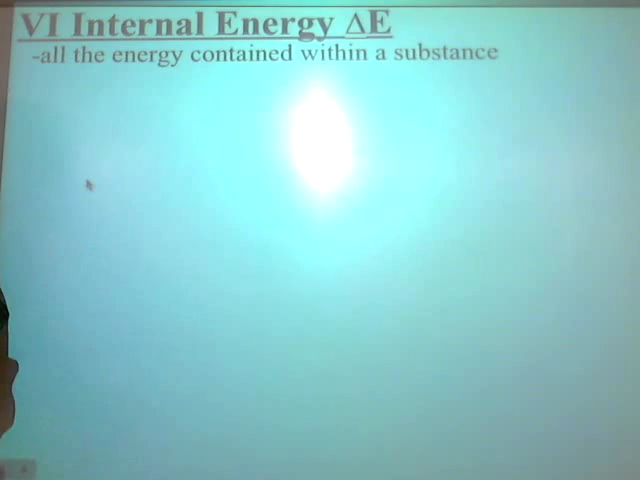 VI Internal Energy ΔE
-all the energy contained within a substance